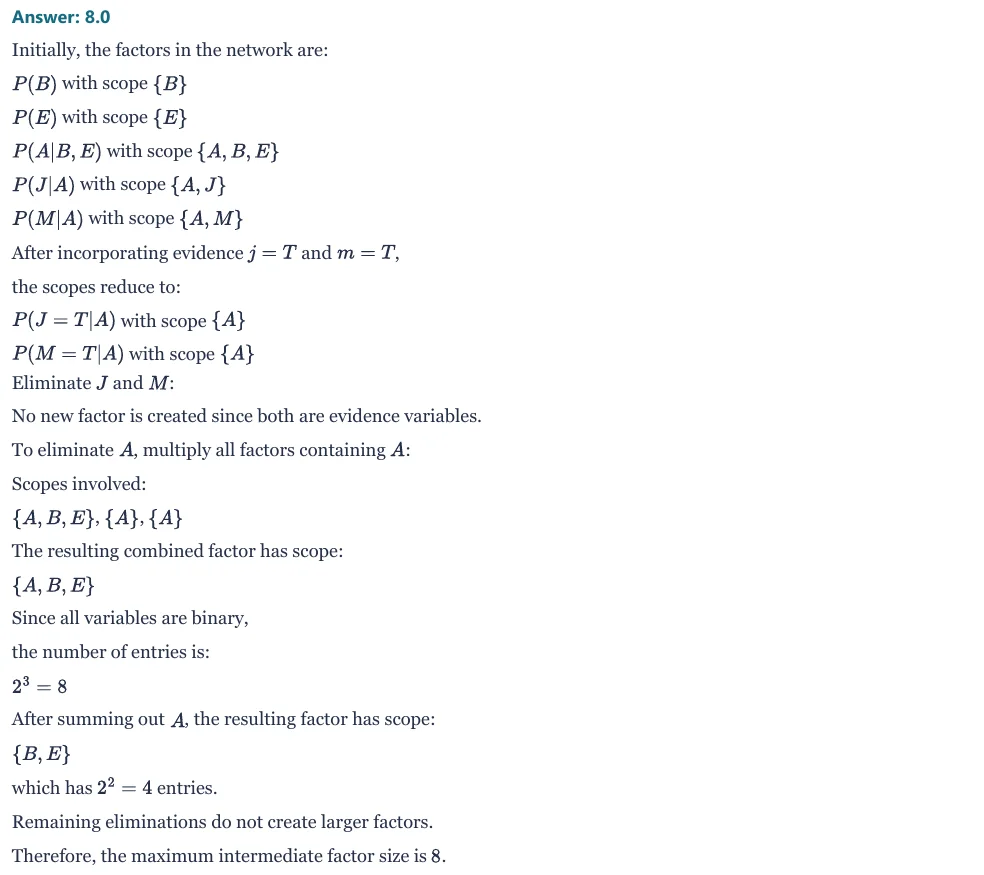 Answer: 8.0
Initially, the factors in the network are:
P(B) with scope {B}
P(E) with scope {E}
P(A|B, E) with scope {A, B, E}
P(J|A) with scope {A, J}
P(M|A) with scope {A, M}
After incorporating evidence j = T and m = T,
the scopes reduce to:
P(J = T|A) with scope {A}
P(M = T|A) with scope {A}
Eliminate J and M:
No new factor is created since both are evidence variables.
To eliminate A, multiply all factors containing A:
Scopes involved:
{A, B, E}, {A}, {A}
The resulting combined factor has scope:
{A, B, E}
Since all variables are binary,
the number of entries is:
2³ = 8
After summing out A, the resulting factor has scope:
{B, E}
which has 2² = 4 entries.
Remaining eliminations do not create larger factors.
Therefore, the maximum intermediate factor size is 8.